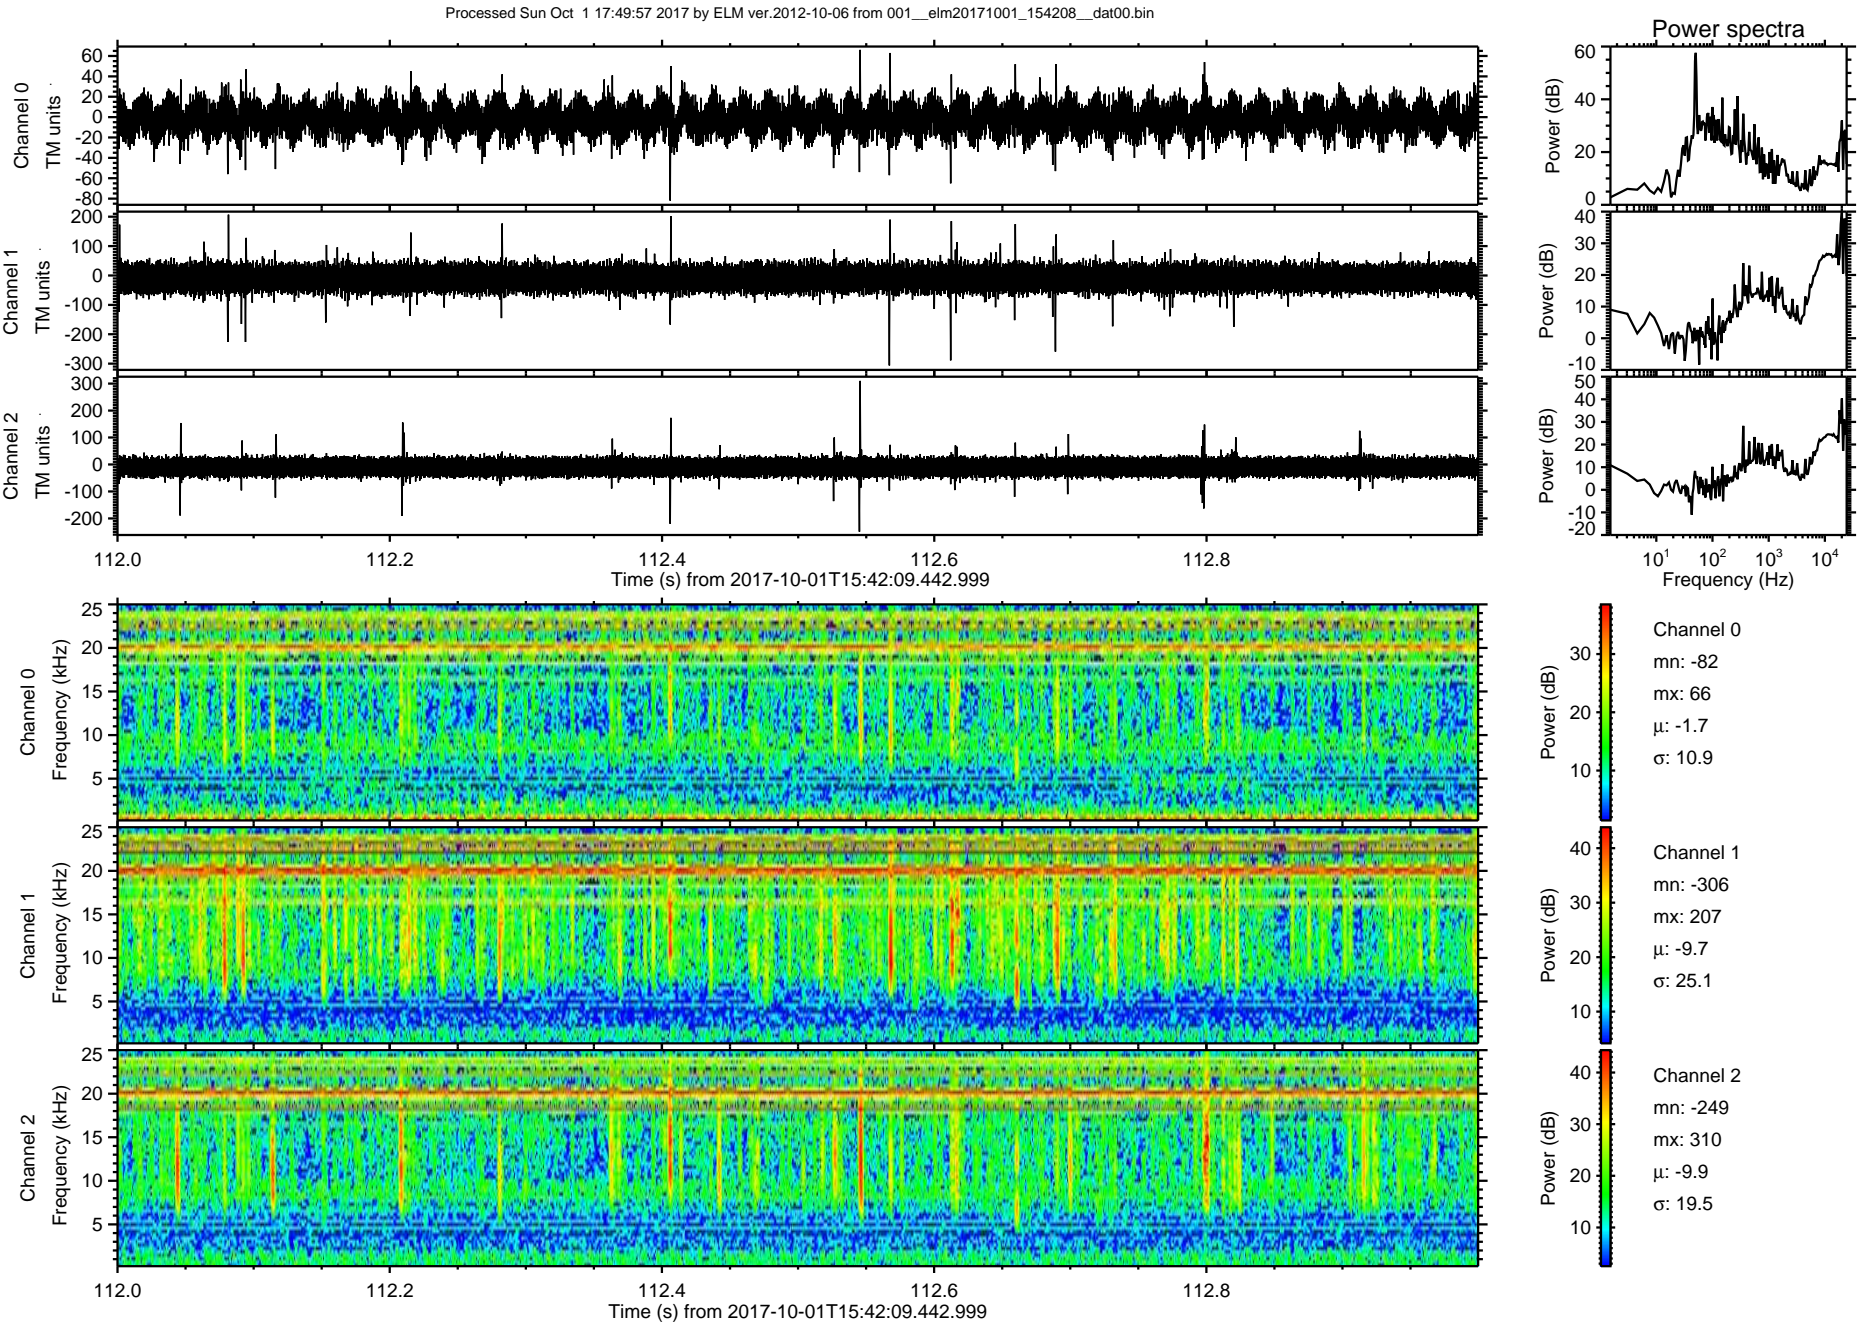 Processed Sun Oct  1 17:49:57 2017 by ELM ver.2012-10-06 from 001__elm20171001_154208__dat00.bin
Power spectra
Channel 0
TM units
60
40
20
0
-20
-40
-60
-80
Power (dB)
60
40
20
0
Channel 1
TM units
200
100
0
-100
-200
-300
Power (dB)
40
30
20
10
0
-10
Channel 2
TM units
300
200
100
0
-100
-200
Power (dB)
50
40
30
20
10
0
-10
-20
112.0 112.2 112.4 112.6 112.8
Time (s) from 2017-10-01T15:42:09.442.999
10^1 10^2 10^3 10^4
Frequency (Hz)
Channel 0
Frequency (kHz)
25
20
15
10
5
Power (dB)
30
20
10
Channel 0
mn: -82
mx: 66
μ: -1.7
σ: 10.9
Channel 1
Frequency (kHz)
25
20
15
10
5
Power (dB)
40
30
20
10
Channel 1
mn: -306
mx: 207
μ: -9.7
σ: 25.1
Channel 2
Frequency (kHz)
25
20
15
10
5
Power (dB)
40
30
20
10
Channel 2
mn: -249
mx: 310
μ: -9.9
σ: 19.5
112.0 112.2 112.4 112.6 112.8
Time (s) from 2017-10-01T15:42:09.442.999